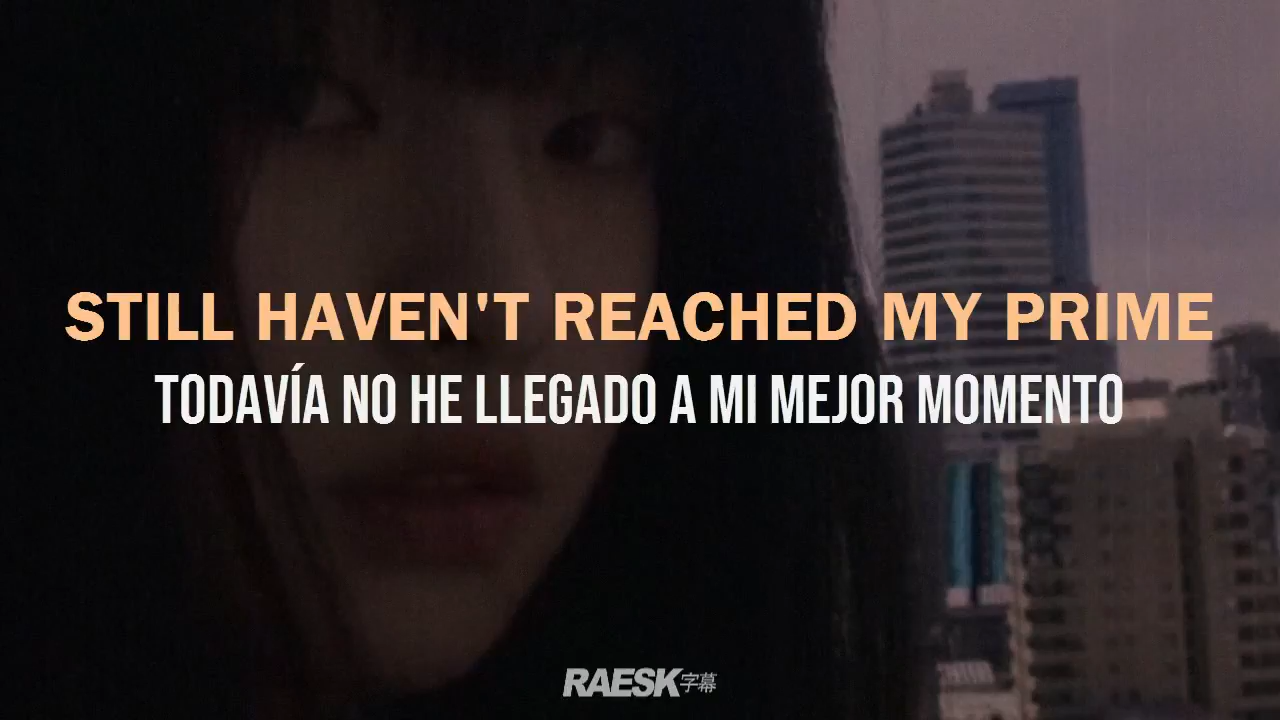 STILL HAVEN'T REACHED MY PRIME
TODAVÍA NO HE LLEGADO A MI MEJOR MOMENTO
RAESK字幕